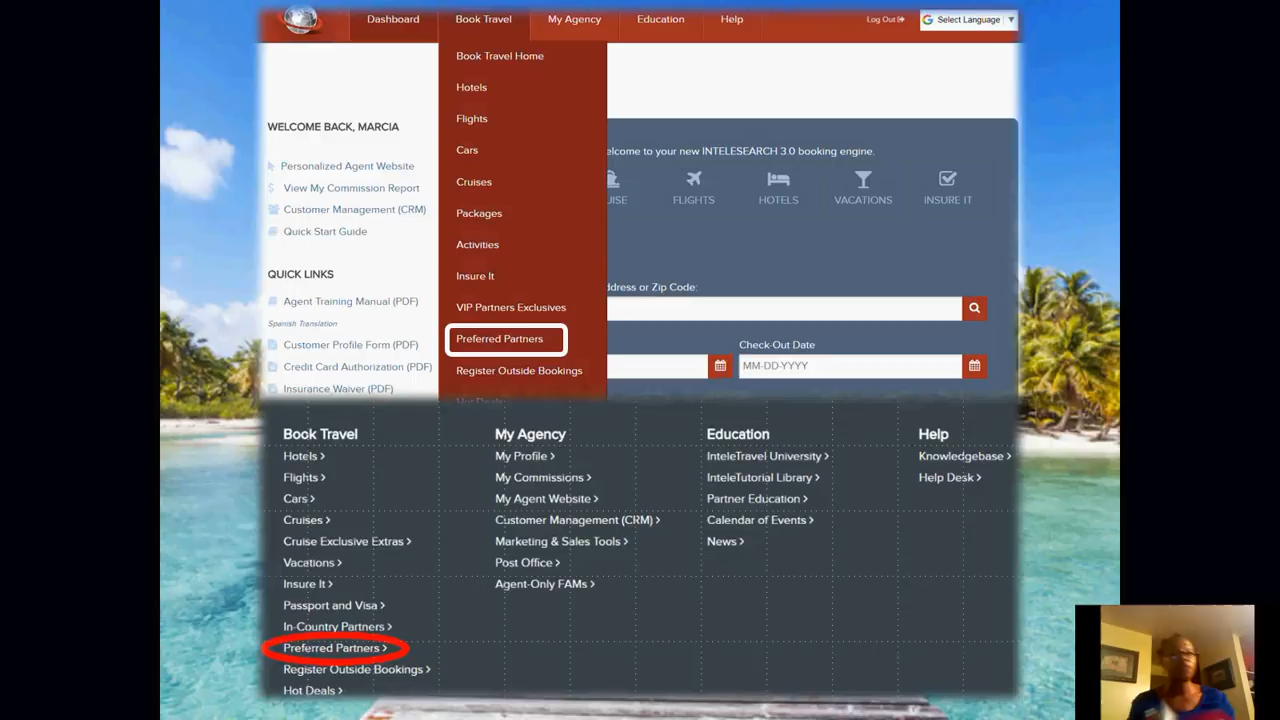 Dashboard
Book Travel
My Agency
Education
Help
Log Out
Select Language
Book Travel Home
Hotels
Flights
Cars
Cruises
Packages
Activities
Insure It
VIP Partners Exclusives
Preferred Partners
Register Outside Bookings
Hot Deals
WELCOME BACK, MARCIA
Personalized Agent Website
View My Commission Report
Customer Management (CRM)
Quick Start Guide
QUICK LINKS
Agent Training Manual (PDF)
Spanish Translation
Customer Profile Form (PDF)
Credit Card Authorization (PDF)
Insurance Waiver (PDF)
elcome to your new INTELESEARCH 3.0 booking engine.
UISE
FLIGHTS
HOTELS
VACATIONS
INSURE IT
ddress or Zip Code:
Check-Out Date
MM-DD-YYYY
Book Travel
Hotels >
Flights >
Cars >
Cruises >
Cruise Exclusive Extras >
Vacations >
Insure It >
Passport and Visa >
In-Country Partners >
Preferred Partners >
Register Outside Bookings >
Hot Deals >
My Agency
My Profile >
My Commissions >
My Agent Website >
Customer Management (CRM) >
Marketing & Sales Tools >
Post Office >
Agent-Only FAMs >
Education
InteleTravel University >
InteleTutorial Library >
Partner Education >
Calendar of Events >
News >
Help
Knowledgebase >
Help Desk >